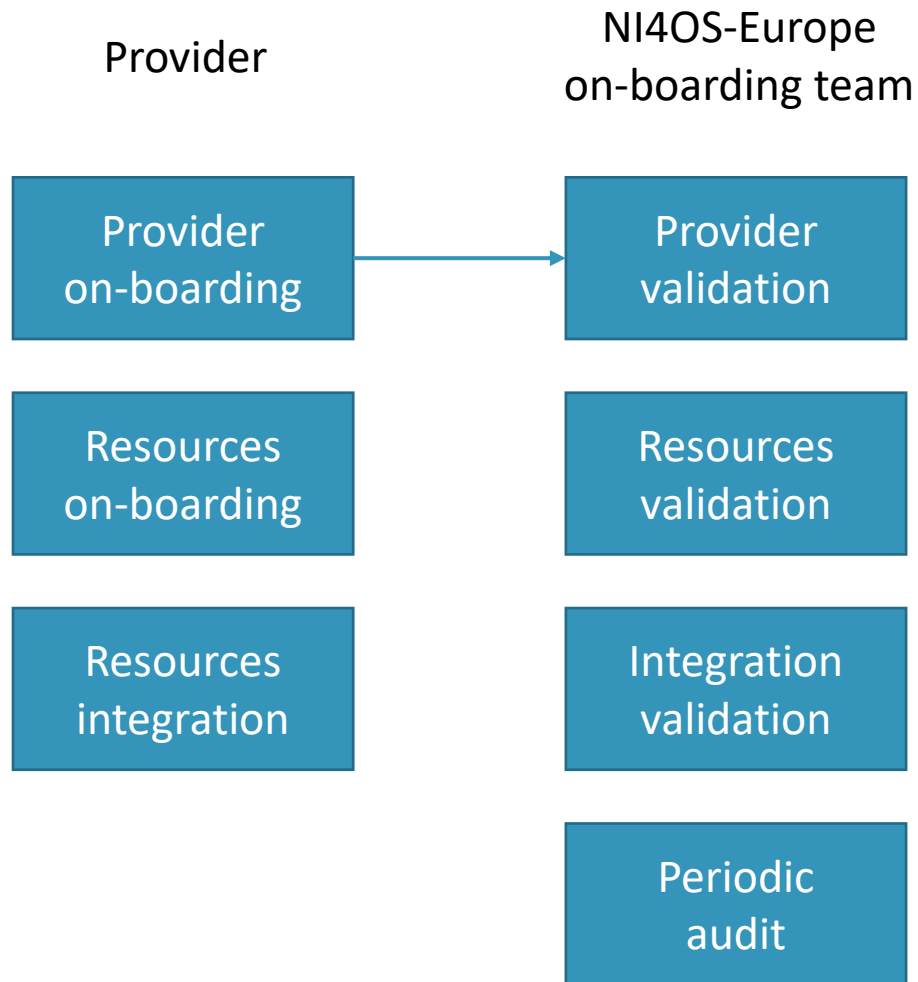 Provider
NI4OS-Europe
on-boarding team
Provider
on-boarding
Provider
validation
Resources
on-boarding
Resources
validation
Resources
integration
Integration
validation
Periodic
audit